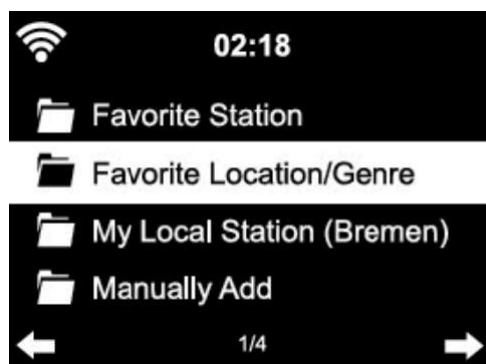 02:18
Favorite Station
Favorite Location/Genre
My Local Station (Bremen)
Manually Add
1/4